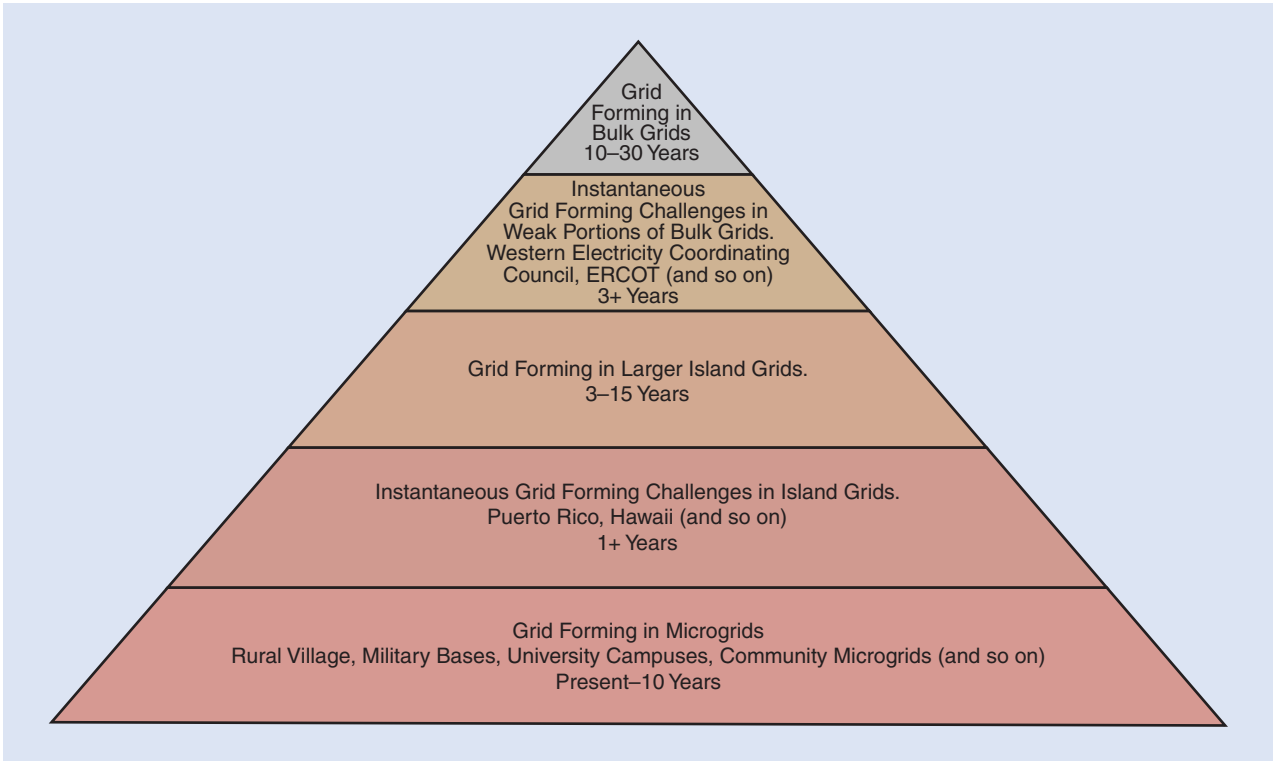 Grid
Forming in
Bulk Grids
10–30 Years
Instantaneous
Grid Forming Challenges in
Weak Portions of Bulk Grids.
Western Electricity Coordinating
Council, ERCOT (and so on)
3+ Years
Grid Forming in Larger Island Grids.
3–15 Years
Instantaneous Grid Forming Challenges in Island Grids.
Puerto Rico, Hawaii (and so on)
1+ Years
Grid Forming in Microgrids
Rural Village, Military Bases, University Campuses, Community Microgrids (and so on)
Present–10 Years